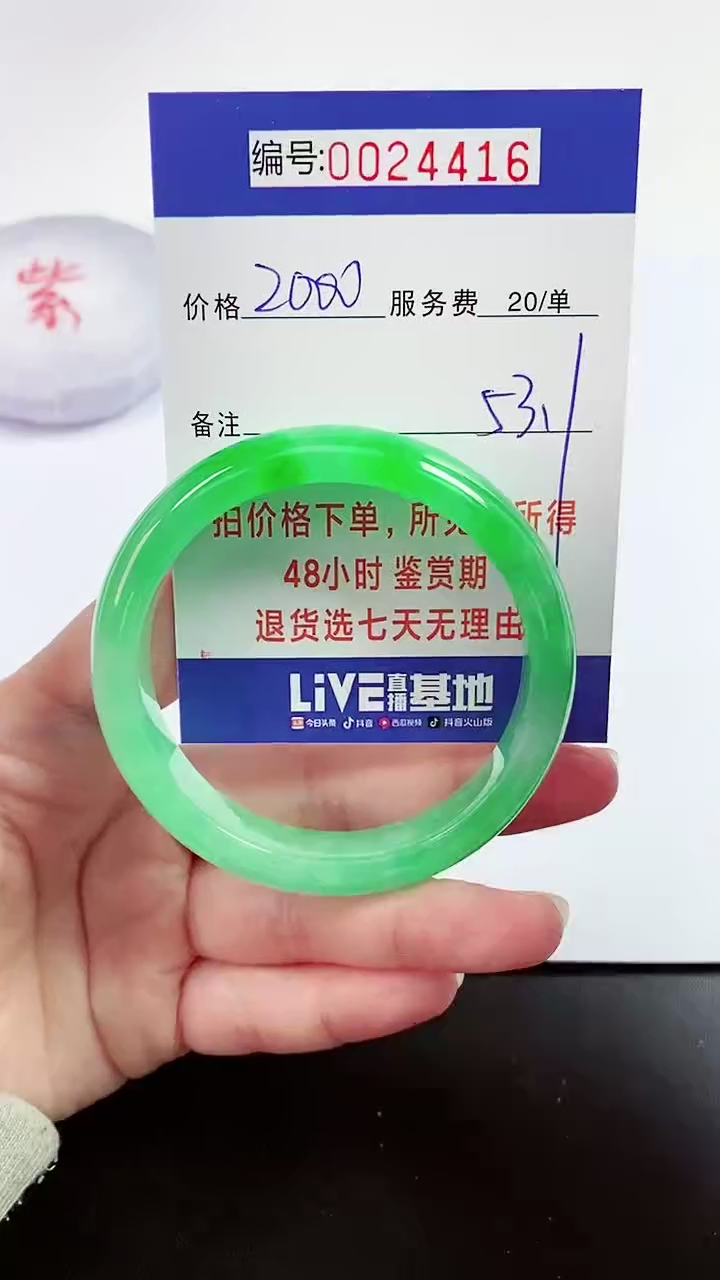 编号:0024416
紫
价格 2000 服务费 20/单
备注 53,
拍价格下单,所 所得
48小时 鉴赏期
退货选七天无理由
LiVE直播基地
今日头条 抖音 西瓜视频 抖音火山版